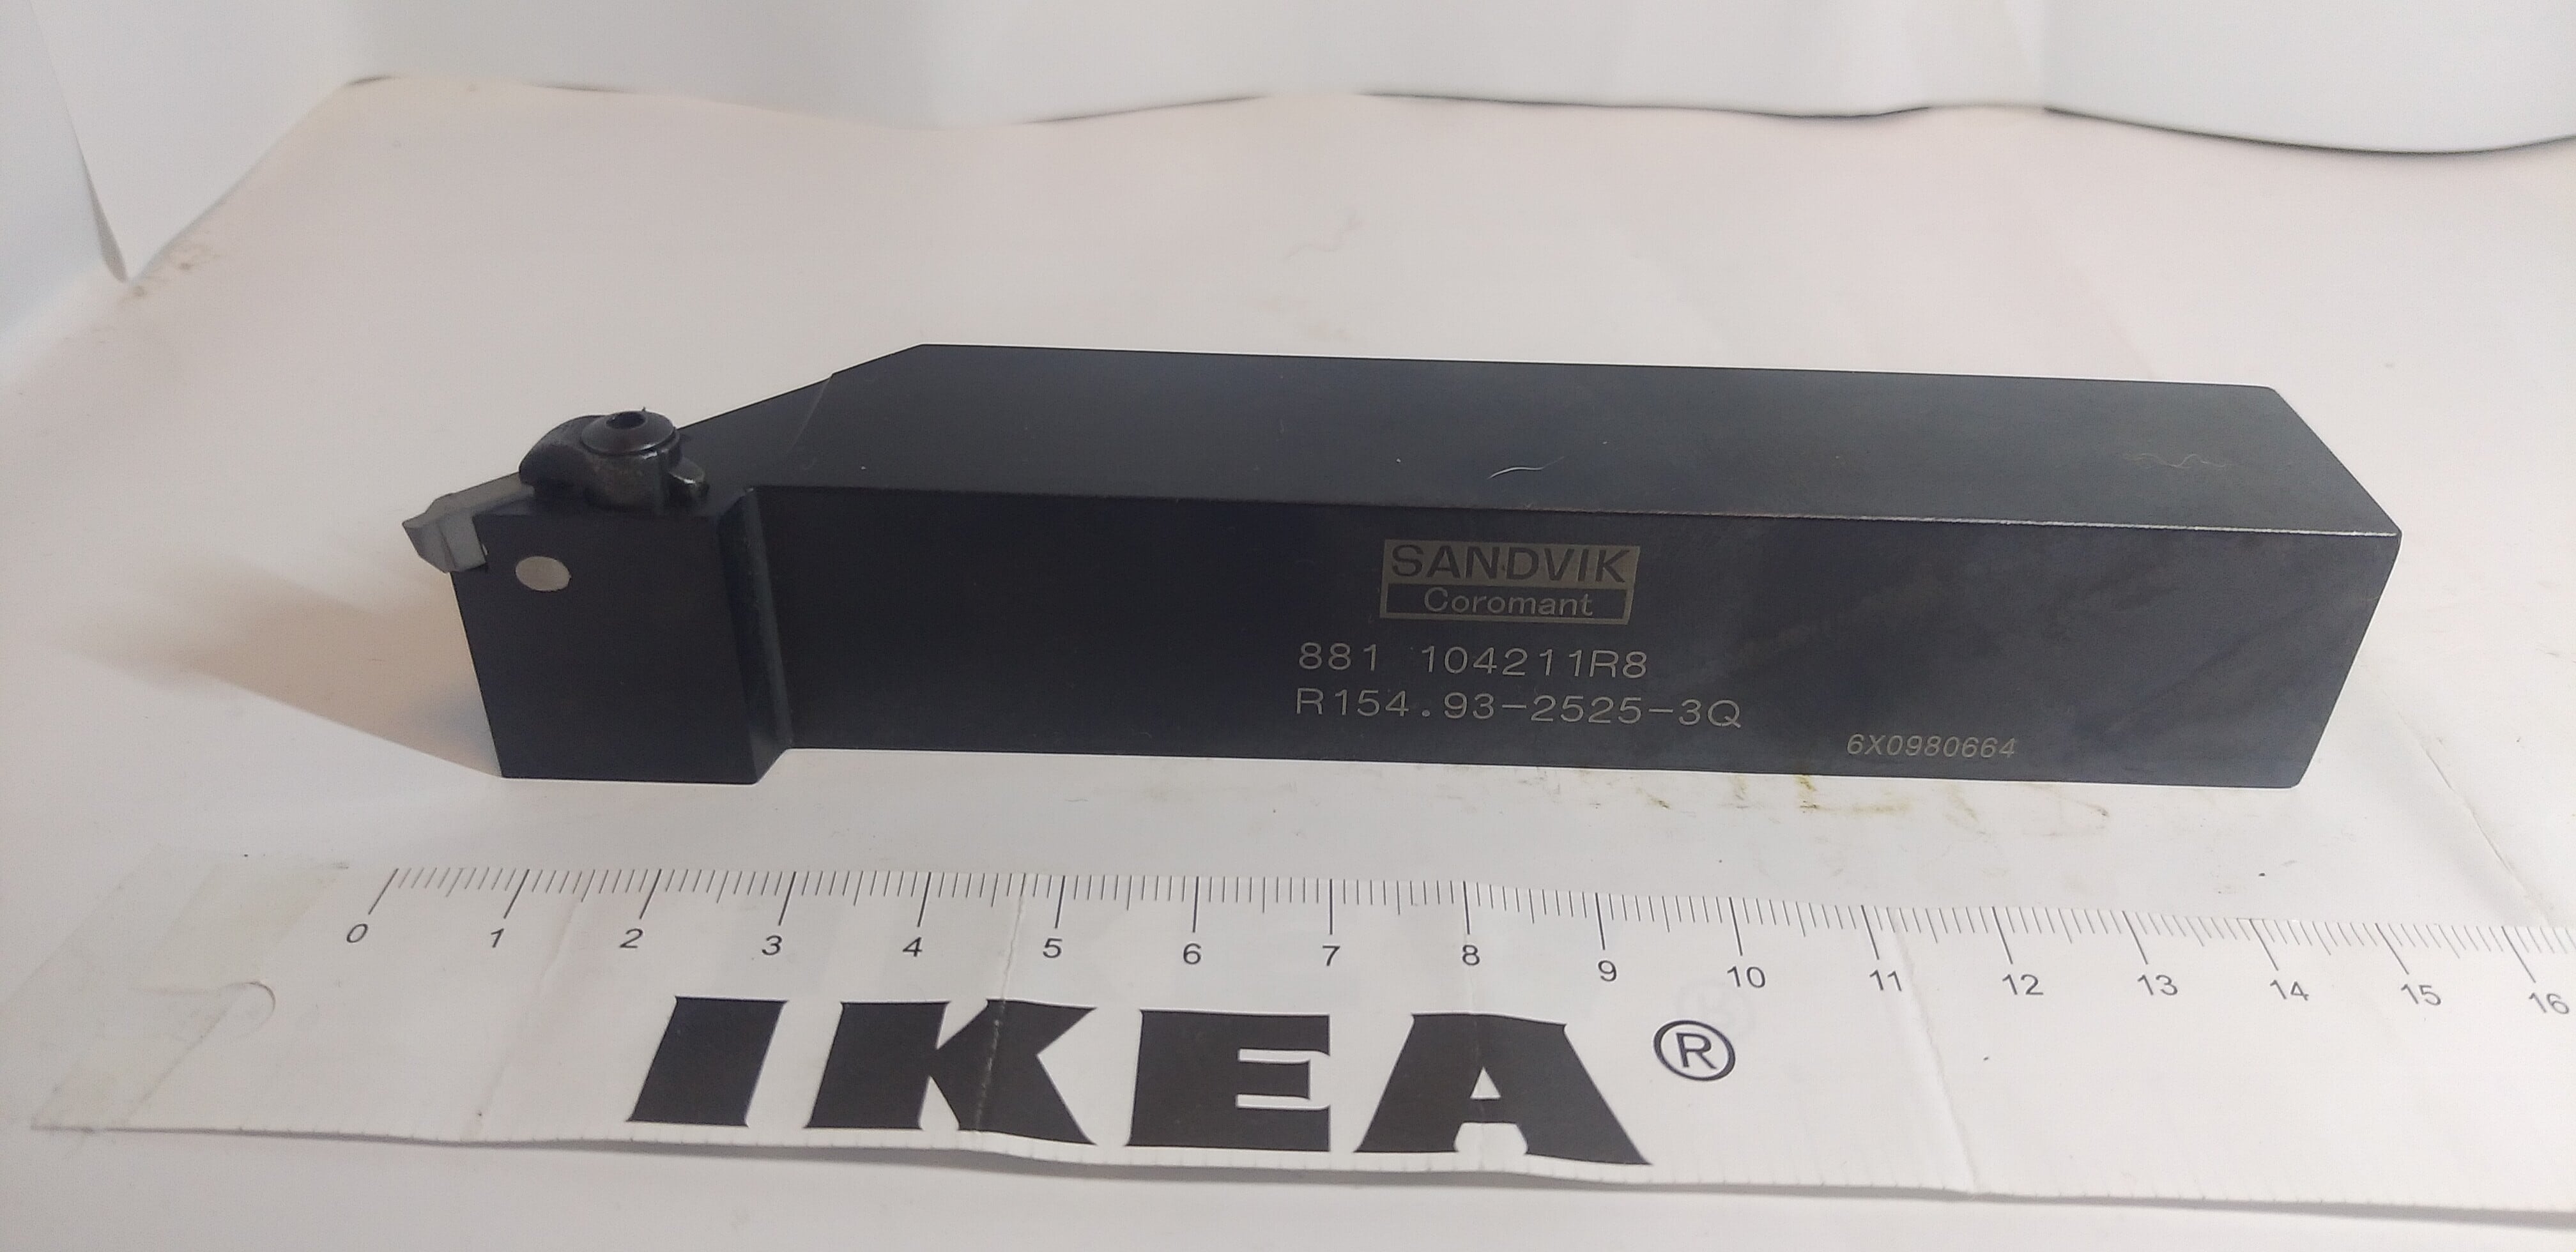 SANDVIK
Coromant
881 104211R8
R154.93-2525-3Q
6X0980664
0 1 2 3 4 5 6 7 8 9 10 11 12 13 14 15 16
IKEA®